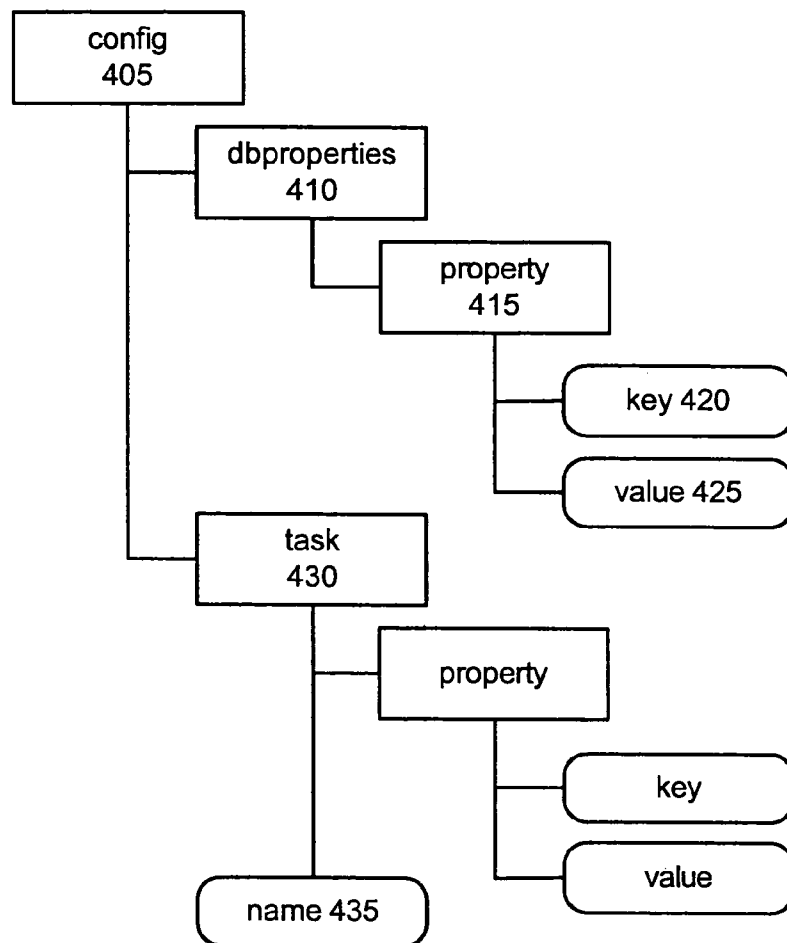 config
405
dbproperties
410
property
415
key 420
value 425
task
430
property
key
value
name 435